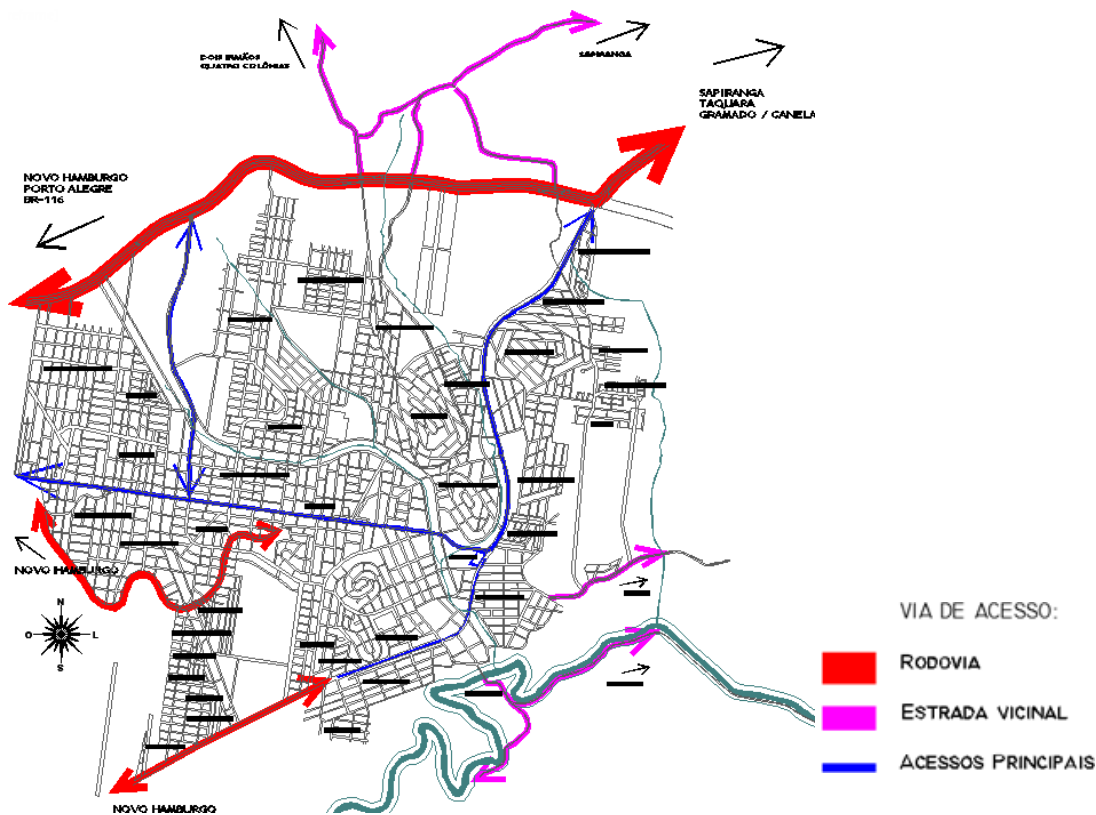 DOIS IRMÃOS
QUATRO COLÔNIAS
SAPIRANGA
SAPIRANGA
TAQUARA
GRAMADO / CANELA
NOVO HAMBURGO
PORTO ALEGRE
BR-116
NOVO HAMBURGO
N
O
L
S
NOVO HAMBURGO
VIA DE ACESSO:
RODOVIA
ESTRADA VICINAL
ACESSOS PRINCIPAIS